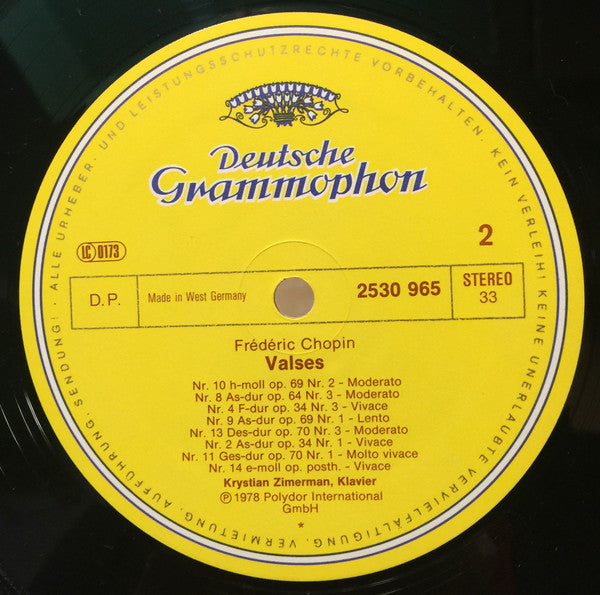 ALLE URHEBER- UND LEISTUNGSSCHUTZRECHTE VORBEHALTEN. KEIN VERLEIH! KEINE UNERLAUBTE VERVIELFÄLTIGUNG, VERMIETUNG, AUFFÜHRUNG, SENDUNG!
Deutsche
Grammophon
LC 0173
2
D.P.
Made in West Germany
2530 965
STEREO
33
Frédéric Chopin
Valses
Nr. 10 h-moll op. 69 Nr. 2 - Moderato
Nr. 8 As-dur op. 64 Nr. 3 - Moderato
Nr. 4 F-dur op. 34 Nr. 3 - Vivace
Nr. 9 As-dur op. 69 Nr. 1 - Lento
Nr. 13 Des-dur op. 70 Nr. 3 - Moderato
Nr. 2 As-dur op. 34 Nr. 1 - Vivace
Nr. 11 Ges-dur op. 70 Nr. 1 - Molto vivace
Nr. 14 e-moll op. posth. - Vivace
Krystian Zimerman, Klavier
Ⓟ 1978 Polydor International
GmbH
*